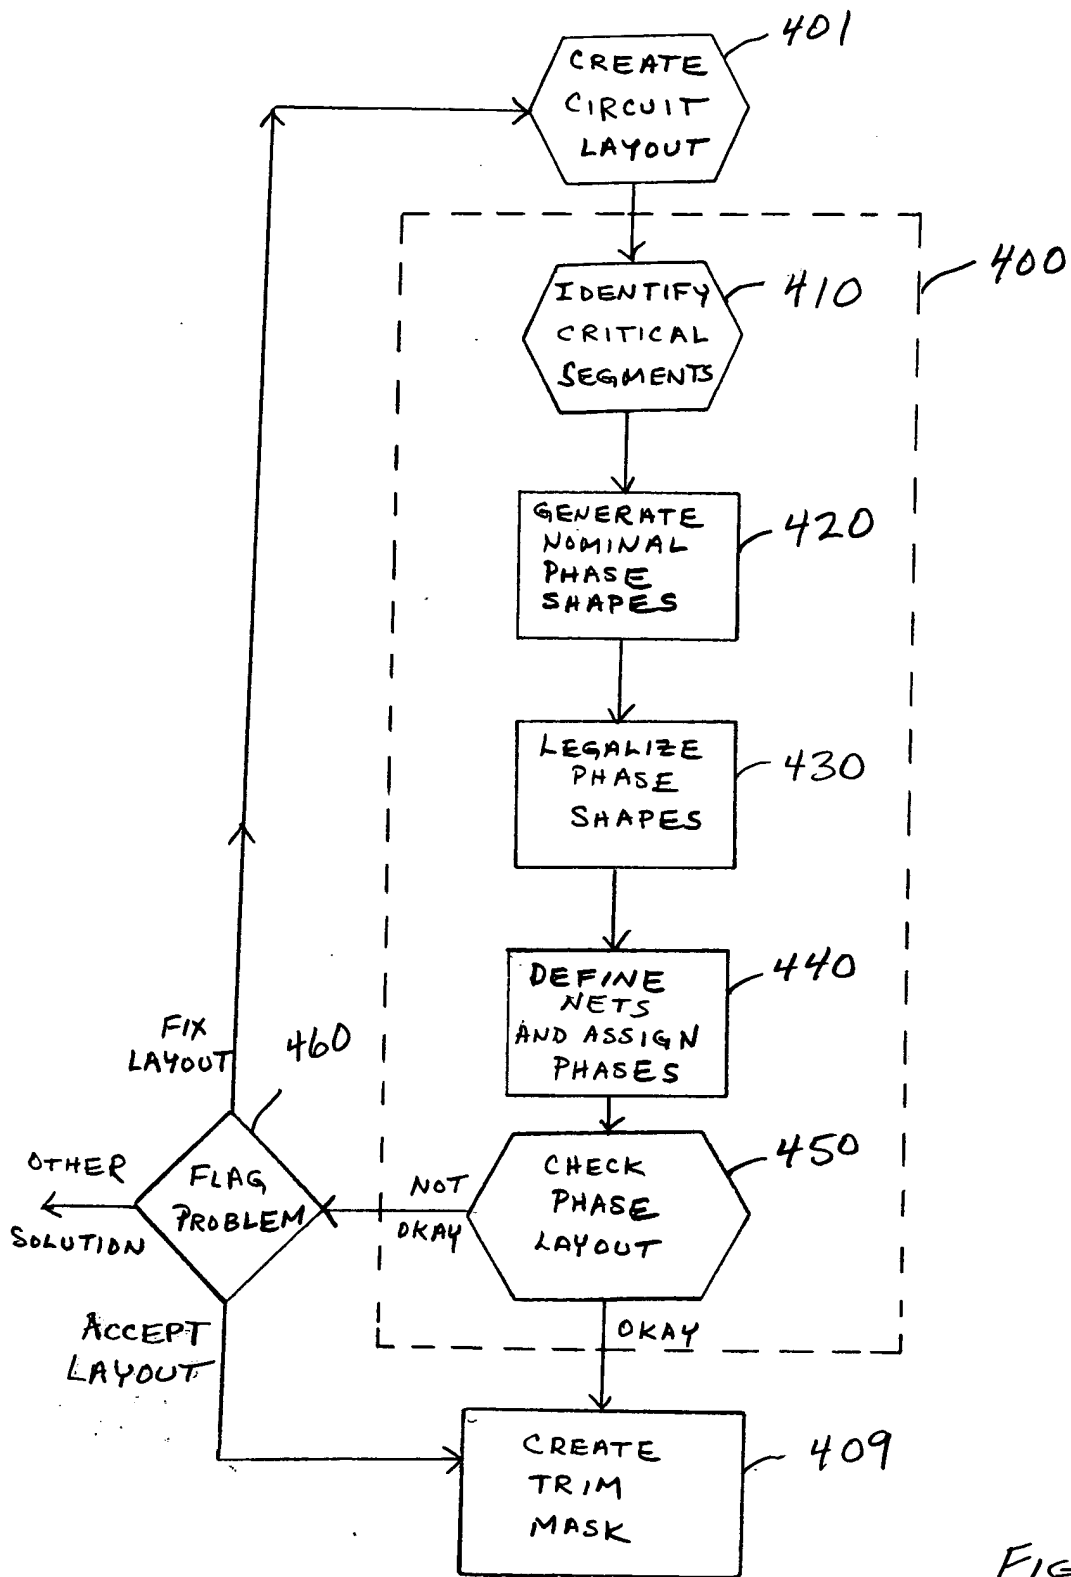 401
CREATE
CIRCUIT
LAYOUT
400
IDENTIFY
CRITICAL
SEGMENTS
410
GENERATE
NOMINAL
PHASE
SHAPES
420
LEGALIZE
PHASE
SHAPES
430
DEFINE
NETS
AND ASSIGN
PHASES
440
FIX
LAYOUT
460
CHECK
PHASE
LAYOUT
450
NOT
OKAY
FLAG
PROBLEM
OTHER
SOLUTION
ACCEPT
LAYOUT
OKAY
CREATE
TRIM
MASK
409
FIG